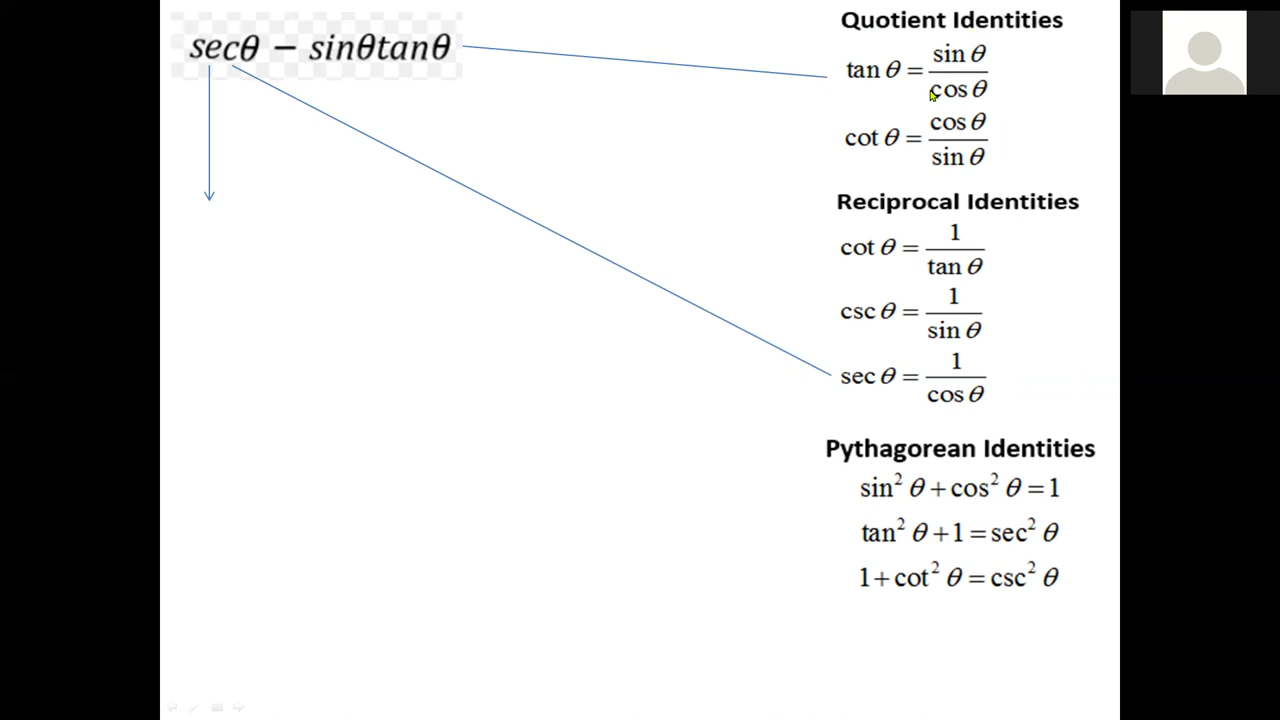 secθ − sinθtanθ
Quotient Identities
tan θ = sin θ / cos θ
cot θ = cos θ / sin θ
Reciprocal Identities
cot θ = 1 / tan θ
csc θ = 1 / sin θ
sec θ = 1 / cos θ
Pythagorean Identities
sin² θ + cos² θ = 1
tan² θ + 1 = sec² θ
1 + cot² θ = csc² θ